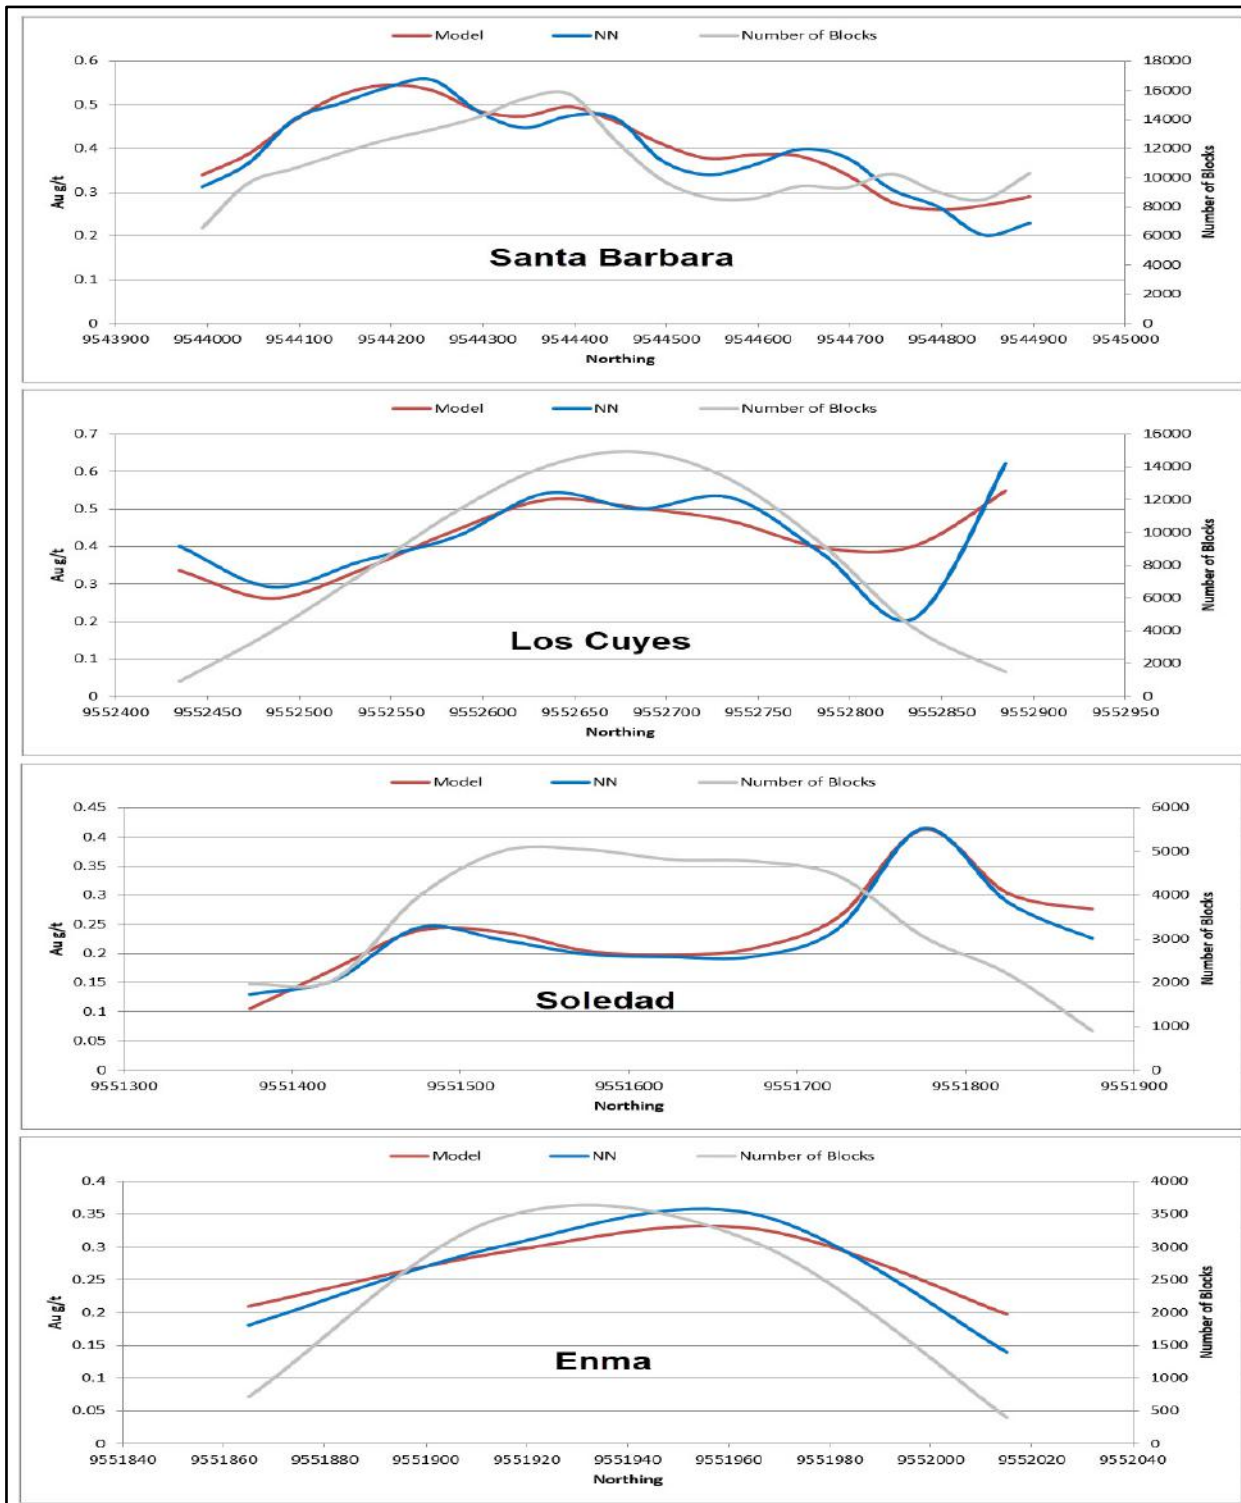 Model NN Number of Blocks
0.6 18000
16000
0.5
14000
0.4 12000
10000
0.3
8000
0.2 6000
4000
0.1
2000
0 0
Au g/t
Number of Blocks
Santa Barbara
9543900 9544000 9544100 9544200 9544300 9544400 9544500 9544600 9544700 9544800 9544900 9545000
Northing
Model NN Number of Blocks
0.7 16000
0.6 14000
12000
0.5
10000
0.4
8000
0.3
6000
0.2
4000
0.1 2000
0 0
Au g/t
Number of Blocks
Los Cuyes
9552400 9552450 9552500 9552550 9552600 9552650 9552700 9552750 9552800 9552850 9552900 9552950
Northing
Model NN Number of Blocks
0.45 6000
0.4
5000
0.35
0.3 4000
0.25
3000
0.2
0.15 2000
0.1
1000
0.05
0 0
Au g/t
Number of Blocks
Soledad
9551300 9551400 9551500 9551600 9551700 9551800 9551900
Northing
Model NN Number of Blocks
0.4 4000
0.35 3500
0.3 3000
0.25 2500
0.2 2000
0.15 1500
0.1 1000
0.05 500
0 0
Au g/t
Number of Blocks
Enma
9551840 9551860 9551880 9551900 9551920 9551940 9551960 9551980 9552000 9552020 9552040
Northing